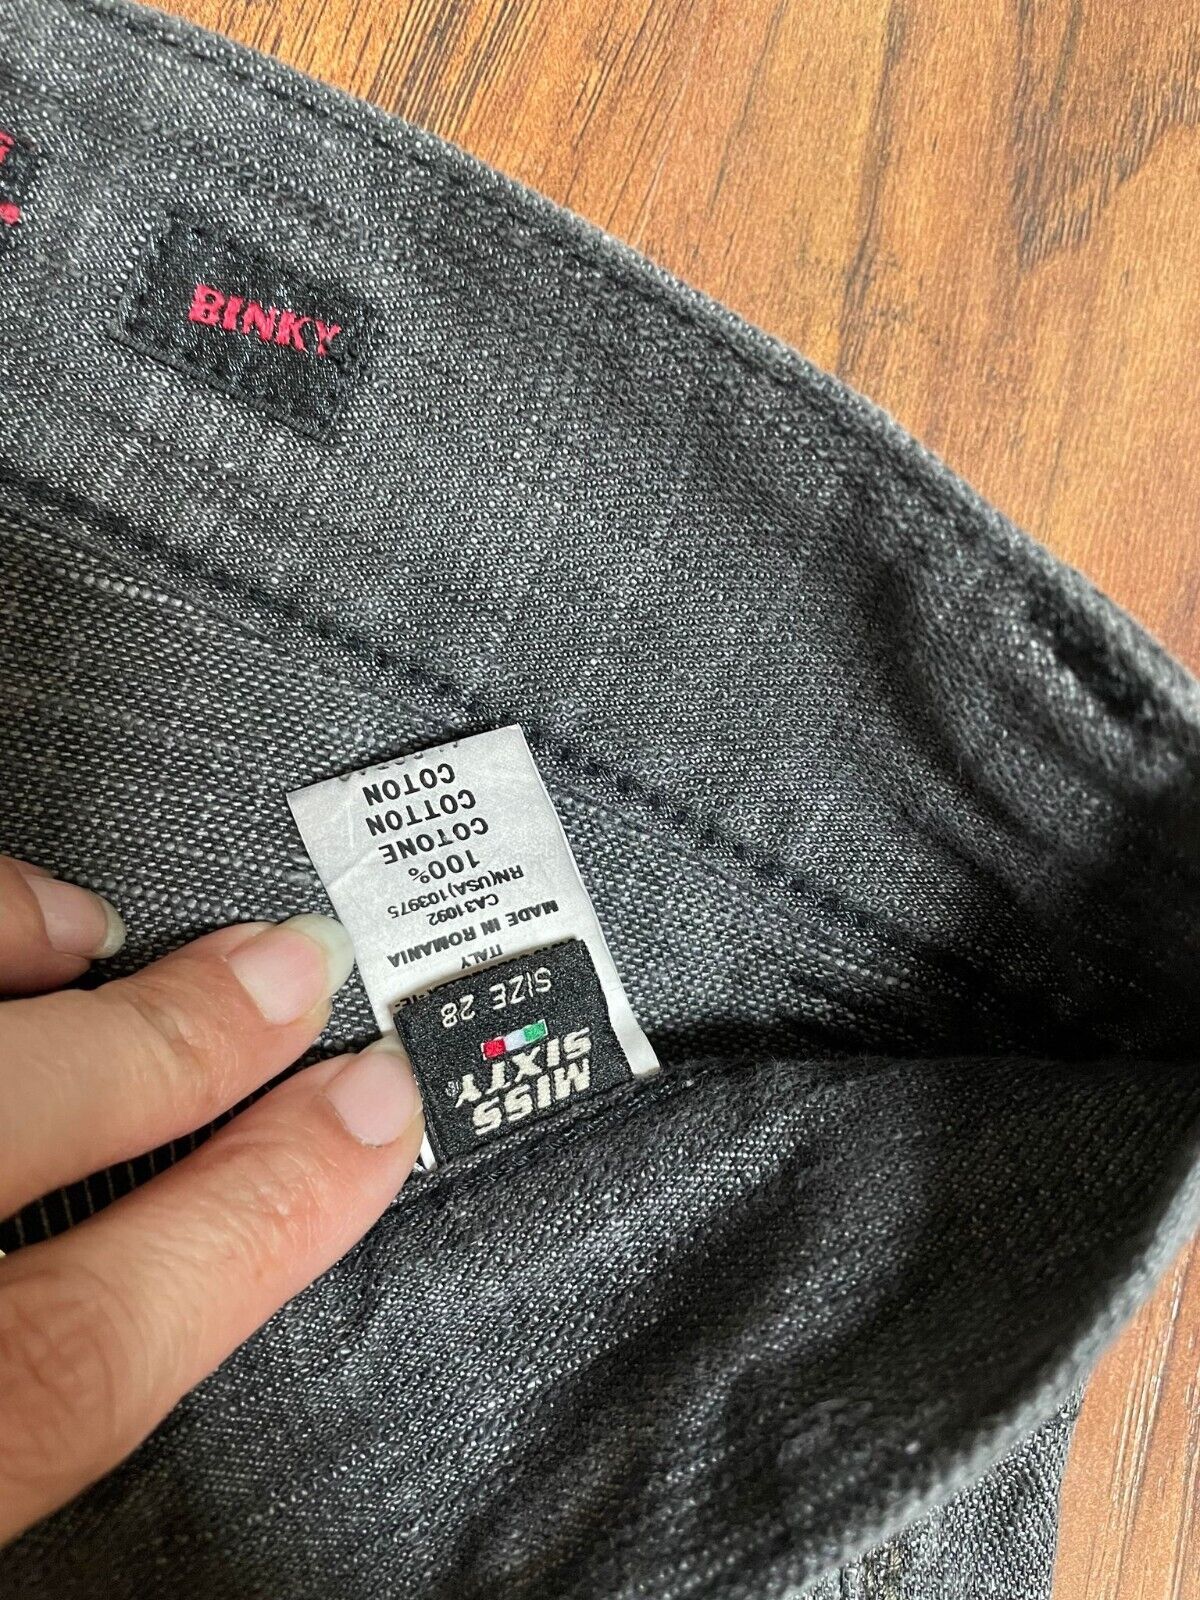 BINKY
MISS
SIXTY
SIZE 28
ITALY
MADE IN ROMANIA
CA31092
RN(USA)103975
100%
COTONE
COTTON
COTON